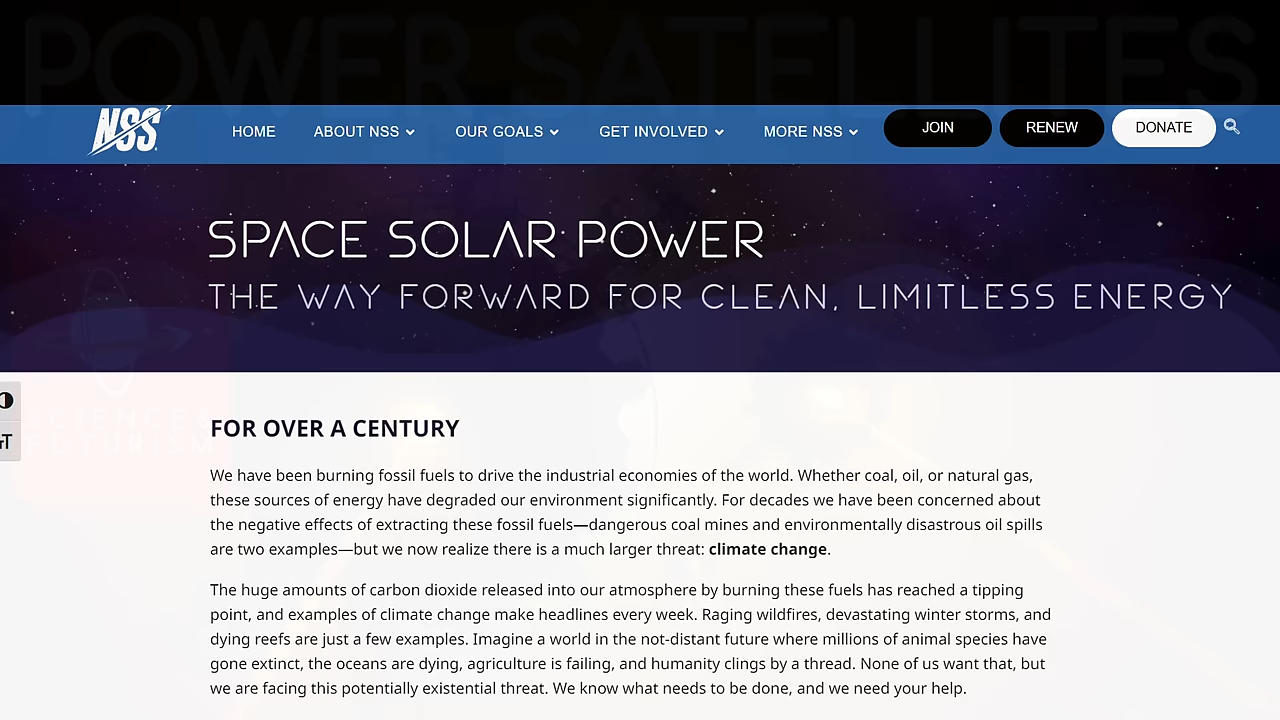 POWER SATELLITES
NSS
HOME
ABOUT NSS
OUR GOALS
GET INVOLVED
MORE NSS
JOIN
RENEW
DONATE
SPACE SOLAR POWER
THE WAY FORWARD FOR CLEAN, LIMITLESS ENERGY
FOR OVER A CENTURY
We have been burning fossil fuels to drive the industrial economies of the world. Whether coal, oil, or natural gas,
these sources of energy have degraded our environment significantly. For decades we have been concerned about
the negative effects of extracting these fossil fuels—dangerous coal mines and environmentally disastrous oil spills
are two examples—but we now realize there is a much larger threat: climate change.
The huge amounts of carbon dioxide released into our atmosphere by burning these fuels has reached a tipping
point, and examples of climate change make headlines every week. Raging wildfires, devastating winter storms, and
dying reefs are just a few examples. Imagine a world in the not-distant future where millions of animal species have
gone extinct, the oceans are dying, agriculture is failing, and humanity clings by a thread. None of us want that, but
we are facing this potentially existential threat. We know what needs to be done, and we need your help.